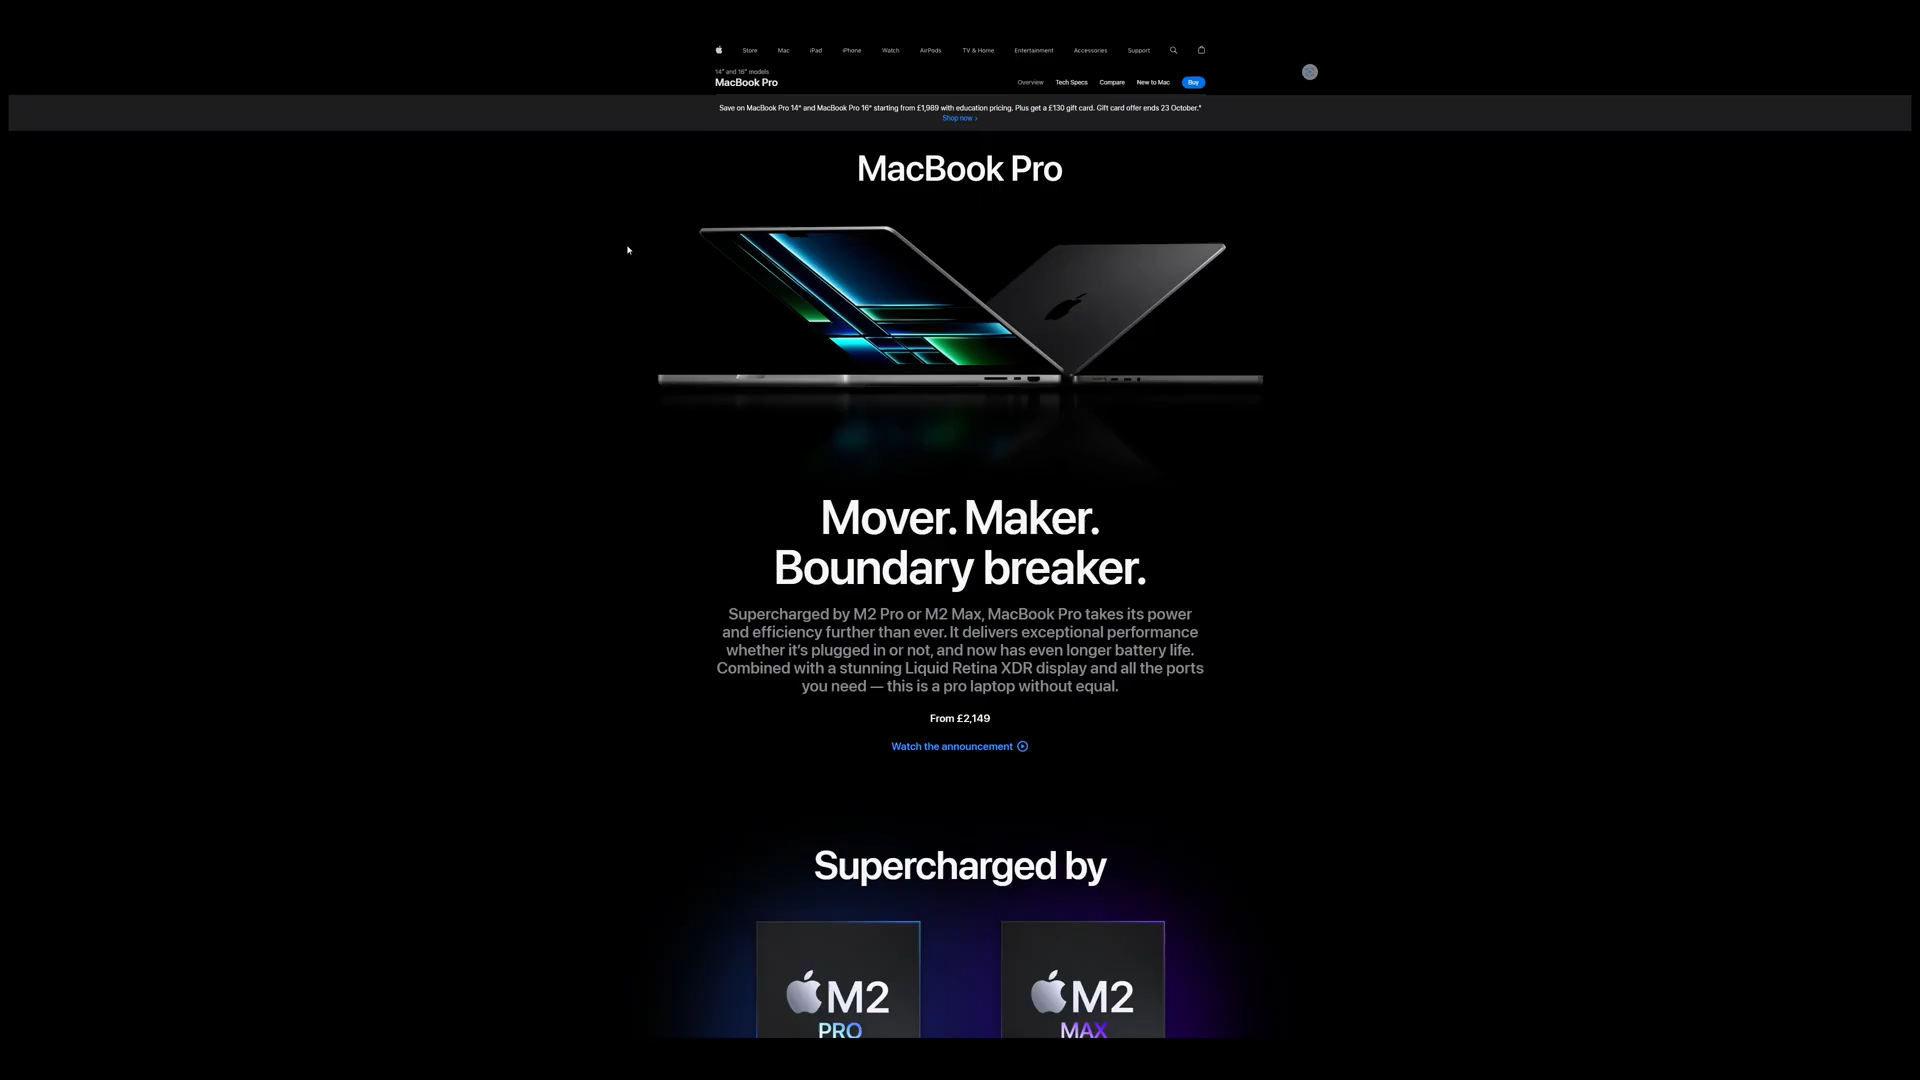 Store Mac iPad iPhone Watch AirPods TV & Home Entertainment Accessories Support
14” and 16” models
MacBook Pro
Overview Tech Specs Compare New to Mac Buy
Save on MacBook Pro 14” and MacBook Pro 16” starting from £1,989 with education pricing. Plus get a £130 gift card. Gift card offer ends 23 October.*
Shop now >
MacBook Pro
Mover. Maker.
Boundary breaker.
Supercharged by M2 Pro or M2 Max, MacBook Pro takes its power
and efficiency further than ever. It delivers exceptional performance
whether it’s plugged in or not, and now has even longer battery life.
Combined with a stunning Liquid Retina XDR display and all the ports
you need — this is a pro laptop without equal.
From £2,149
Watch the announcement
Supercharged by
M2
PRO
M2
MAX